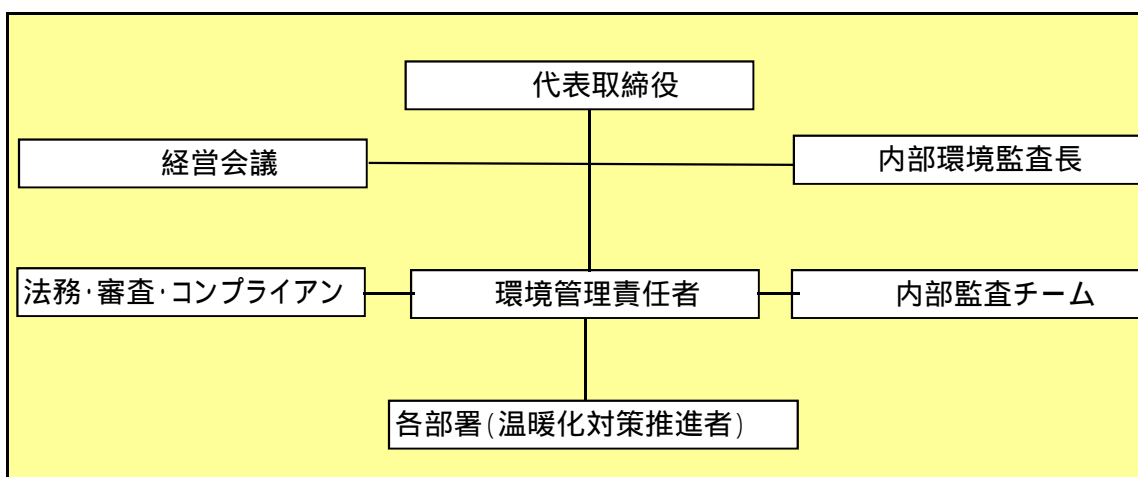 代表取締役
経営会議
内部環境監査長
法務・審査・コンプライアン
環境管理責任者
内部監査チーム
各部署(温暖化対策推進者)